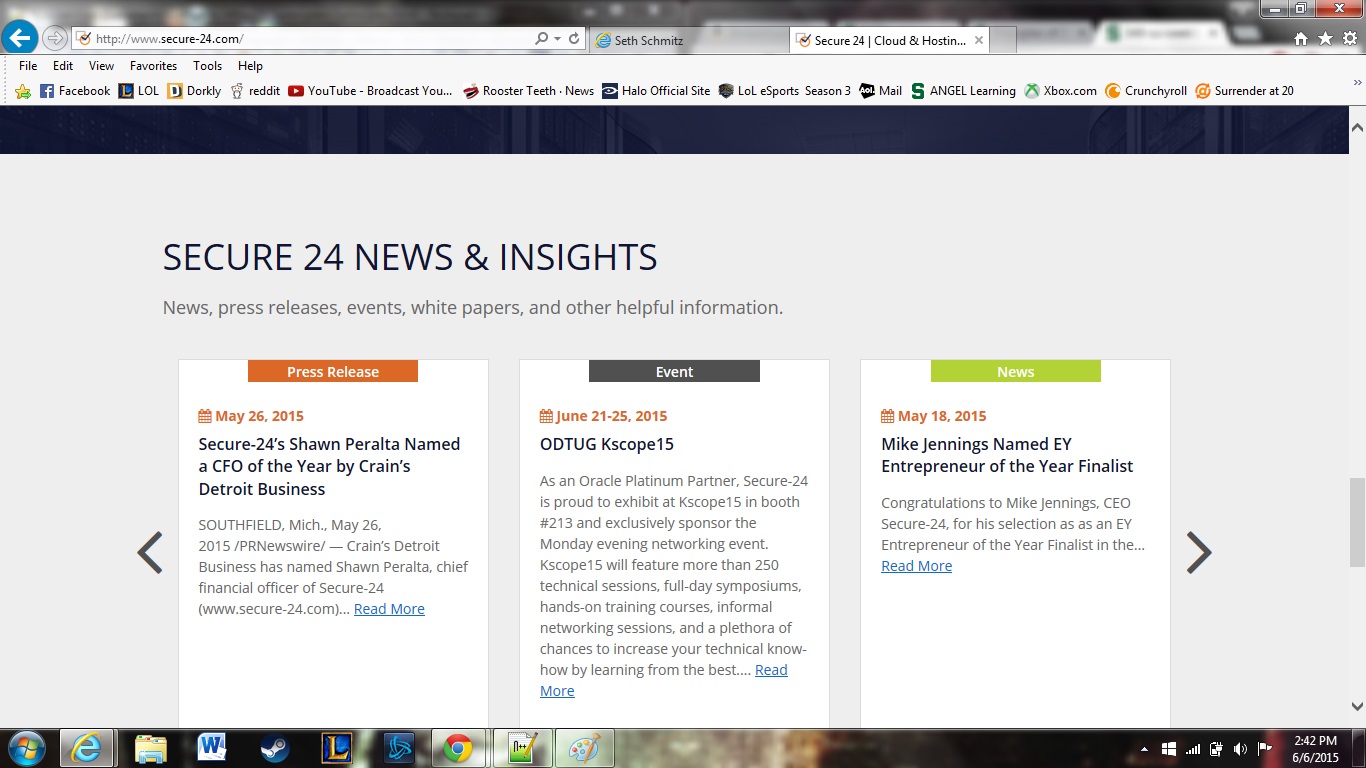 http://www.secure-24.com/
Seth Schmitz
Secure 24 | Cloud & Hostin...
File Edit View Favorites Tools Help
Facebook LOL Dorkly reddit YouTube - Broadcast You... Rooster Teeth · News Halo Official Site LoL eSports Season 3 Aol. Mail ANGEL Learning Xbox.com Crunchyroll Surrender at 20
SECURE 24 NEWS & INSIGHTS
News, press releases, events, white papers, and other helpful information.
Press Release
May 26, 2015
Secure-24’s Shawn Peralta Named
a CFO of the Year by Crain’s
Detroit Business
SOUTHFIELD, Mich., May 26,
2015 /PRNewswire/ — Crain’s Detroit
Business has named Shawn Peralta, chief
financial officer of Secure-24
(www.secure-24.com)... Read More
Event
June 21-25, 2015
ODTUG Kscope15
As an Oracle Platinum Partner, Secure-24
is proud to exhibit at Kscope15 in booth
#213 and exclusively sponsor the
Monday evening networking event.
Kscope15 will feature more than 250
technical sessions, full-day symposiums,
hands-on training courses, informal
networking sessions, and a plethora of
chances to increase your technical know-
how by learning from the best.... Read
More
News
May 18, 2015
Mike Jennings Named EY
Entrepreneur of the Year Finalist
Congratulations to Mike Jennings, CEO
Secure-24, for his selection as as an EY
Entrepreneur of the Year Finalist in the...
Read More
2:42 PM
6/6/2015